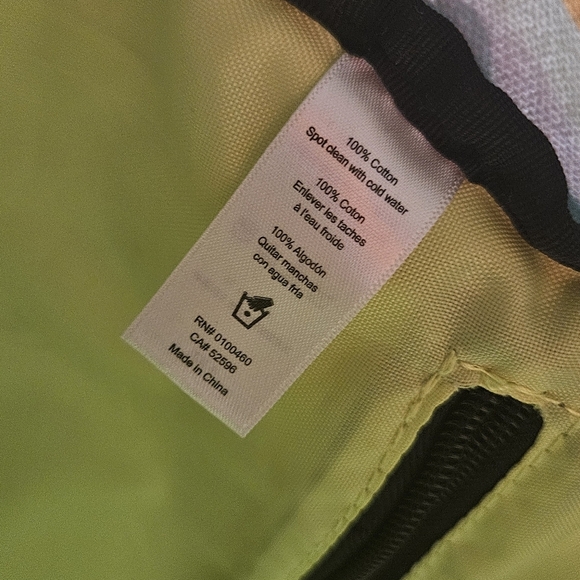 100% Cotton
Spot clean with cold water
100% Coton
Enlever les taches
à l'eau froide
100% Algodón
Quitar manchas
con agua fría
RN# 0100460
CA# 52596
Made in China